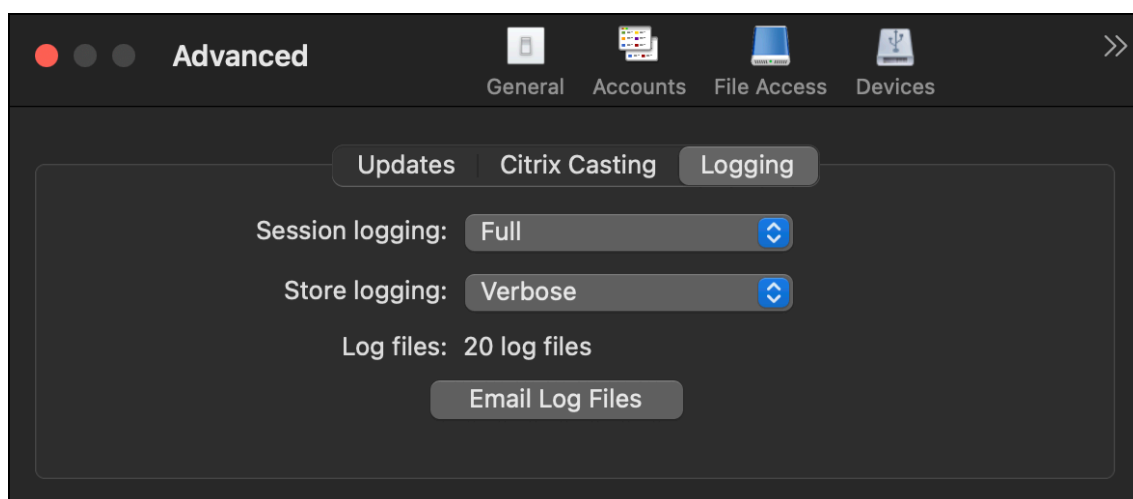 Advanced
General Accounts File Access Devices
Updates Citrix Casting Logging
Session logging: Full
Store logging: Verbose
Log files: 20 log files
Email Log Files